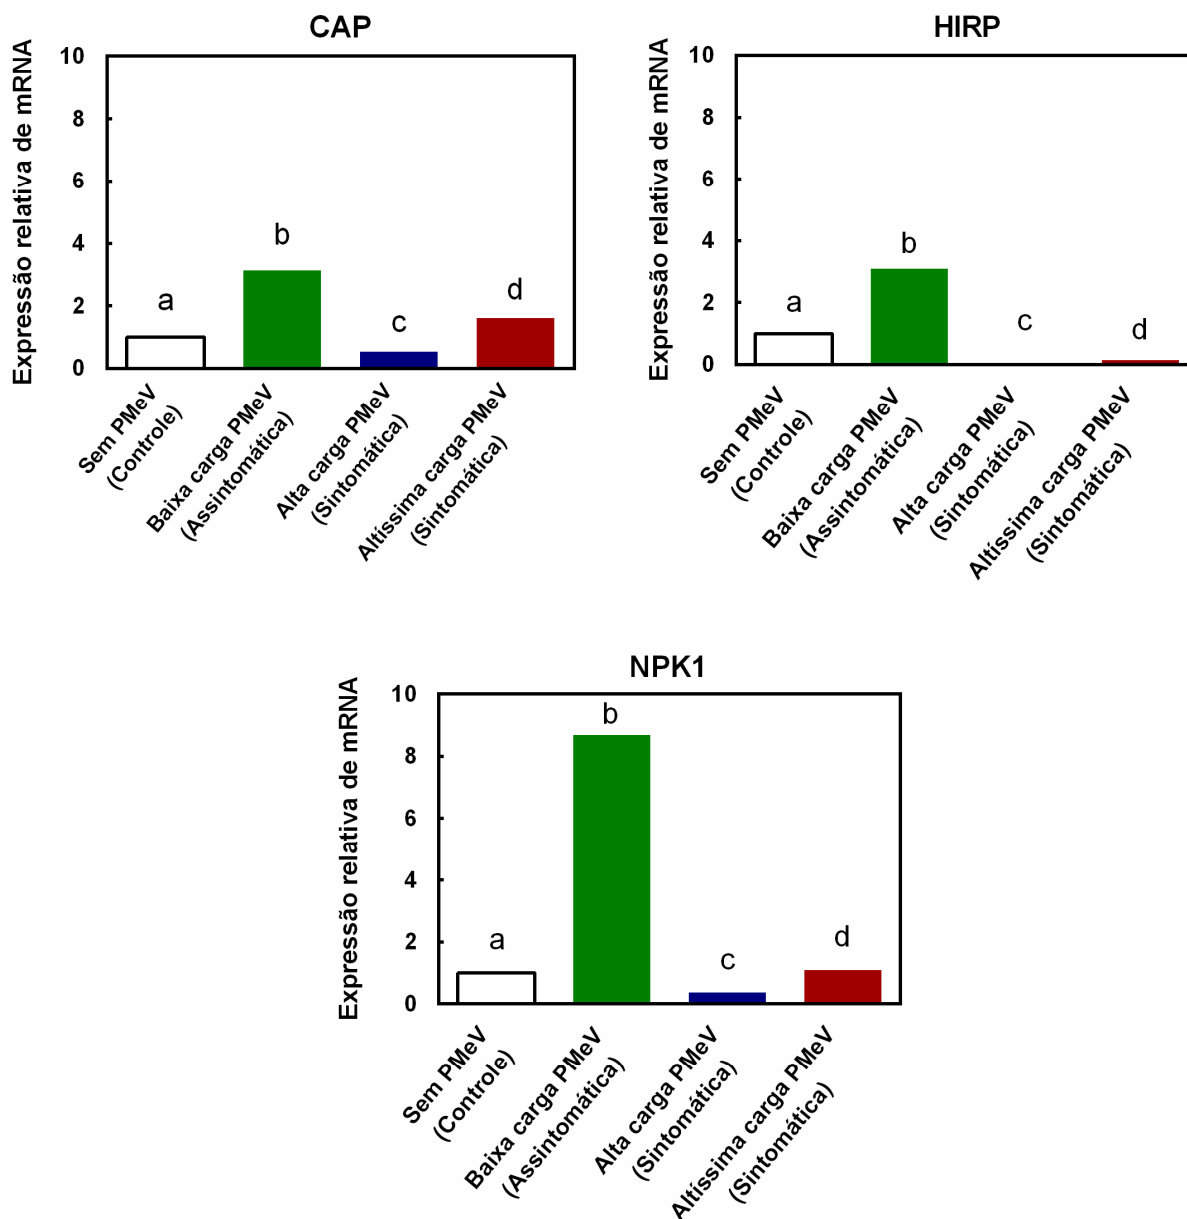 CAP
Expressão relativa de mRNA
10
8
6
4
2
0
a
b
c
d
Sem PMeV
(Controle)
Baixa carga PMeV
(Assintomática)
Alta carga PMeV
(Sintomática)
Altíssima carga PMeV
(Sintomática)
HIRP
Expressão relativa de mRNA
10
8
6
4
2
0
a
b
c
d
Sem PMeV
(Controle)
Baixa carga PMeV
(Assintomática)
Alta carga PMeV
(Sintomática)
Altíssima carga PMeV
(Sintomática)
NPK1
Expressão relativa de mRNA
10
8
6
4
2
0
a
b
c
d
Sem PMeV
(Controle)
Baixa carga PMeV
(Assintomática)
Alta carga PMeV
(Sintomática)
Altíssima carga PMeV
(Sintomática)